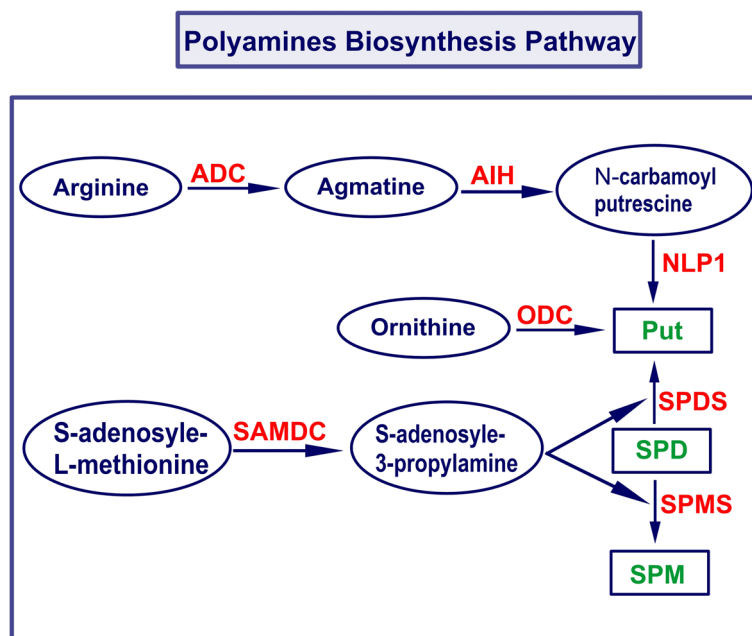 Polyamines Biosynthesis Pathway
Arginine
ADC
Agmatine
AIH
N-carbamoyl
putrescine
NLP1
Ornithine
ODC
Put
S-adenosyle-
L-methionine
SAMDC
S-adenosyle-
3-propylamine
SPDS
SPD
SPMS
SPM